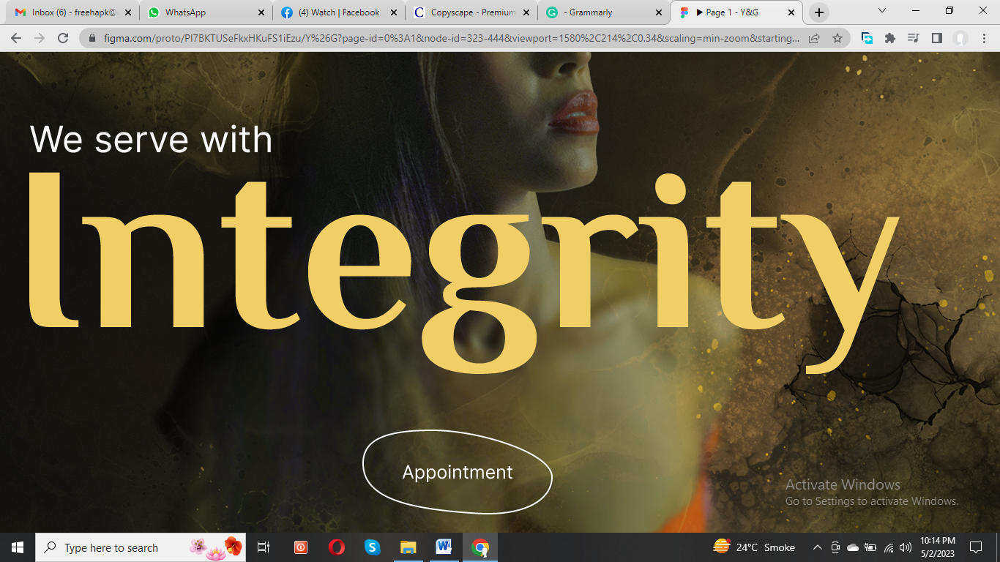 Inbox (6) - freehapk@
WhatsApp
(4) Watch | Facebook
Copyscape - Premium
- Grammarly
Page 1 - Y&G
figma.com/proto/PI7BKTUSeFkxHKuFS1iEzu/Y%26G?page-id=0%3A1&node-id=323-444&viewport=1580%2C214%2C0.34&scaling=min-zoom&starting...
We serve with
Integrity
Appointment
Activate Windows
Go to Settings to activate Windows.
Type here to search
24°C Smoke
10:14 PM
5/2/2023